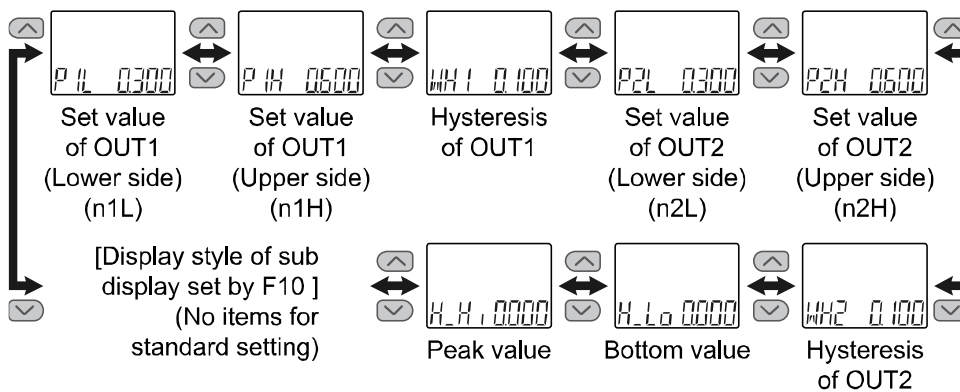 P1L 0.300
P1H 0.600
WH1 0.100
P2L 0.300
P2H 0.600
Set value
of OUT1
(Lower side)
(n1L)
Set value
of OUT1
(Upper side)
(n1H)
Hysteresis
of OUT1
Set value
of OUT2
(Lower side)
(n2L)
Set value
of OUT2
(Upper side)
(n2H)
[Display style of sub
display set by F10 ]
(No items for
standard setting)
H_Hi 0.000
Peak value
H_Lo 0.000
Bottom value
WH2 0.100
Hysteresis
of OUT2